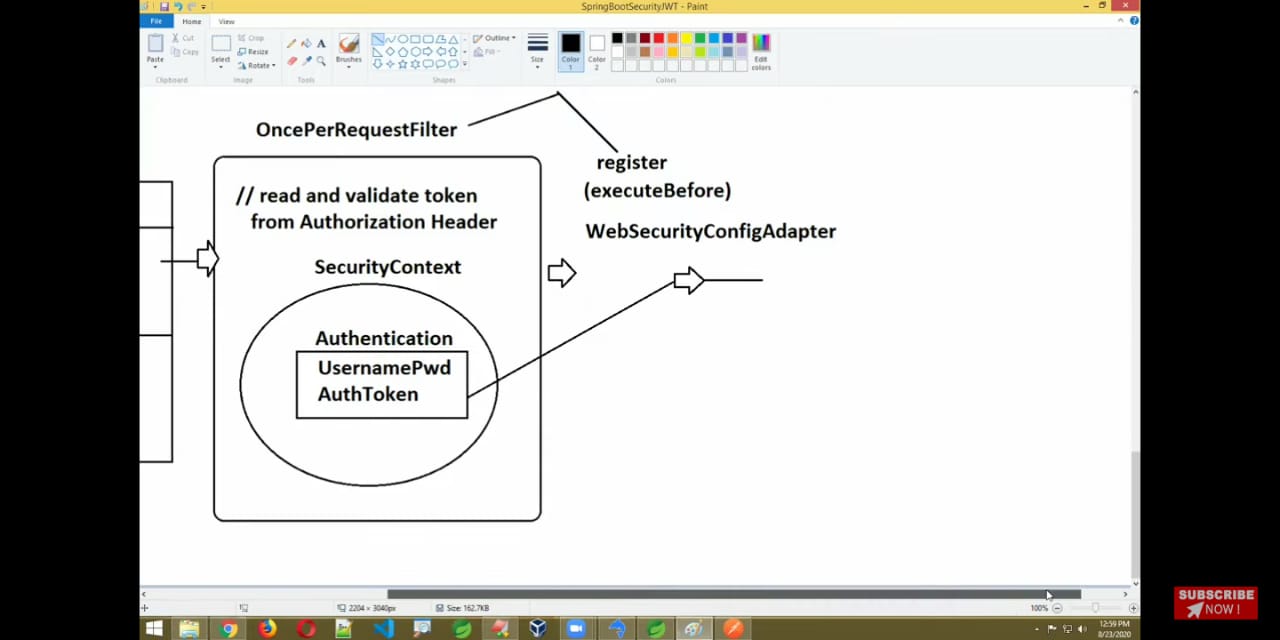 SpringBootSecurityJWT - Paint
File
Home
View
Cut
Copy
Paste
Clipboard
Crop
Resize
Rotate
Select
Image
A
Tools
Brushes
Outline
Fill
Shapes
Size
Color
1
Color
2
Edit
colors
Colors
OncePerRequestFilter
register
(executeBefore)
// read and validate token
from Authorization Header
WebSecurityConfigAdapter
SecurityContext
Authentication
UsernamePwd
AuthToken
2204 × 3040px
Size: 162.7KB
100%
12:59 PM
8/23/2020
SUBSCRIBE
NOW !